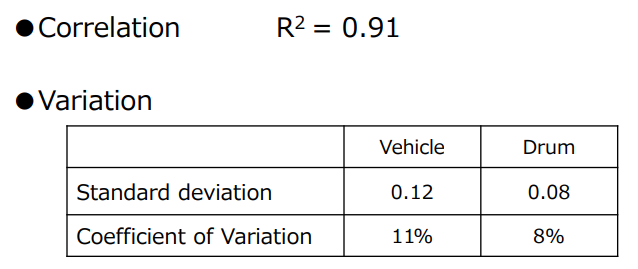 ●Correlation R² = 0.91
●Variation
Vehicle Drum
Standard deviation 0.12 0.08
Coefficient of Variation 11% 8%